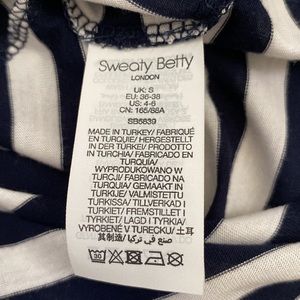 Sweaty Betty
LONDON
UK: S
EU: 36-38
US: 4-6
CN: 165/88A
SB5839
MADE IN TURKEY/ FABRIQUÉ
EN TURQUIE/ HERGESTELLT
IN DER TÜRKEI/ PRODOTTO
IN TURCHIA/ FABRICADO EN
TURQUÍA/
WYPRODUKOWANO W
TURCJI/ FABRICADO NA
TURQUIA/ GEMAAKT IN
TURKIJE/ VALMISTETTU
TURKISSA/ TILLVERKAD I
TURKIET/ FREMSTILLET I
TYRKIET/ LAGD I TYRKIA/
VYROBENÉ V TURECKU/ 土耳
其制造/ صنع في تركيا
30